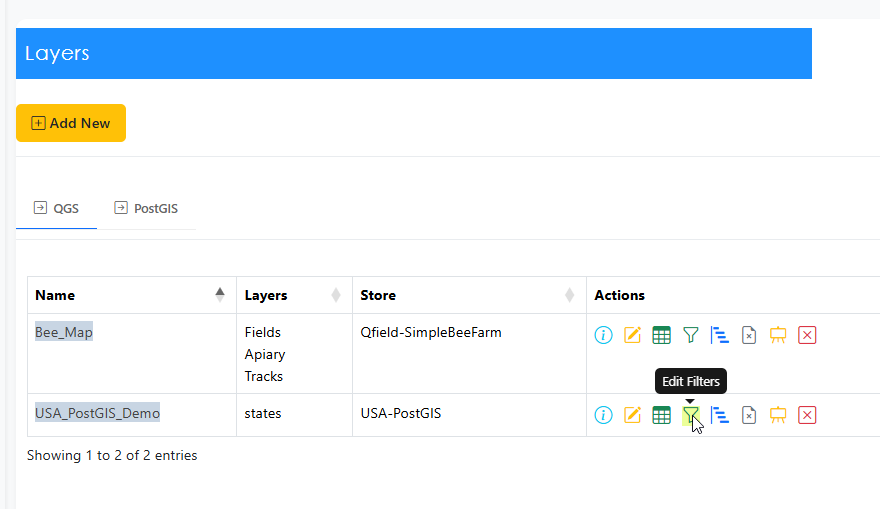 Layers
Add New
QGS PostGIS
Name Layers Store Actions
Bee_Map Fields Qfield-SimpleBeeFarm
Apiary
Tracks
Edit Filters
USA_PostGIS_Demo states USA-PostGIS
Showing 1 to 2 of 2 entries